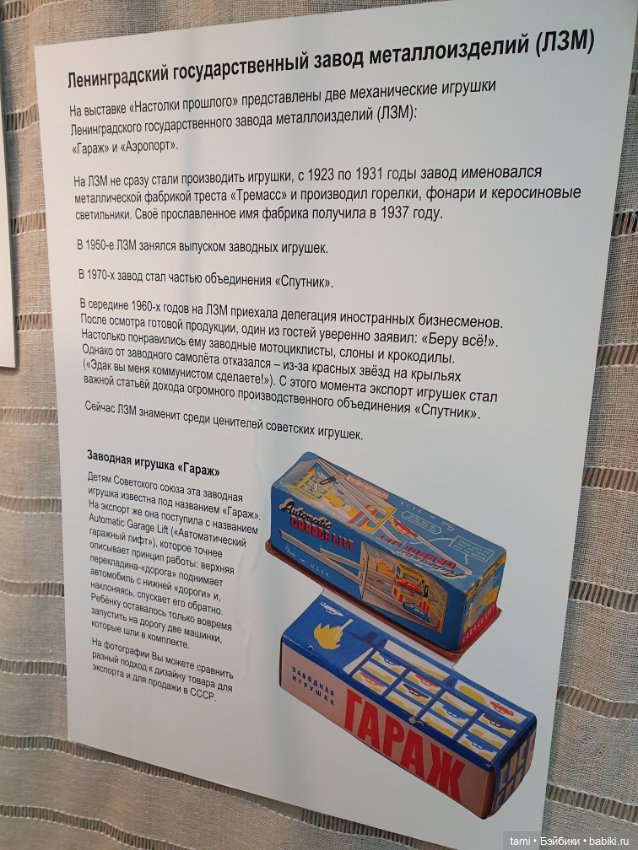 Ленинградский государственный завод металлоизделий (ЛЗМ)
На выставке «Настолки прошлого» представлены две механические игрушки
Ленинградского государственного завода металлоизделий (ЛЗМ):
«Гараж» и «Аэропорт».
На ЛЗМ не сразу стали производить игрушки, с 1923 по 1931 годы завод именовался
металлической фабрикой треста «Тремасс» и производил горелки, фонари и керосиновые
светильники. Своё прославленное имя фабрика получила в 1937 году.
В 1950-е ЛЗМ занялся выпуском заводных игрушек.
В 1970-х завод стал частью объединения «Спутник».
В середине 1960-х годов на ЛЗМ приехала делегация иностранных бизнесменов.
После осмотра готовой продукции, один из гостей уверенно заявил: «Беру всё!».
Настолько понравились ему заводные мотоциклисты, слоны и крокодилы.
Однако от заводного самолёта отказался – из-за красных звёзд на крыльях
(«Эдак вы меня коммунистом сделаете!»). С этого момента экспорт игрушек стал
важной статьёй дохода огромного производственного объединения «Спутник».
Сейчас ЛЗМ знаменит среди ценителей советских игрушек.
Заводная игрушка «Гараж»
Детям Советского союза эта заводная
игрушка известна под названием «Гараж».
На экспорт же она поступила с названием
Automatic Garage Lift («Автоматический
гаражный лифт»), которое точнее
описывает принцип работы: верхняя
перекладина-«дорога» поднимает
автомобиль с нижней «дороги» и,
наклоняясь, спускает его обратно.
Ребёнку оставалось только вовремя
запустить на дорогу две машинки,
которые шли в комплекте.
На фотографии Вы можете сравнить
разный подход к дизайну товара для
экспорта и для продажи в СССР.
Automatic
GARAGE LIFT
ЗАВОДНАЯ
ИГРУШКА
ГАРАЖ
tami • Бэйбики • babiki.ru